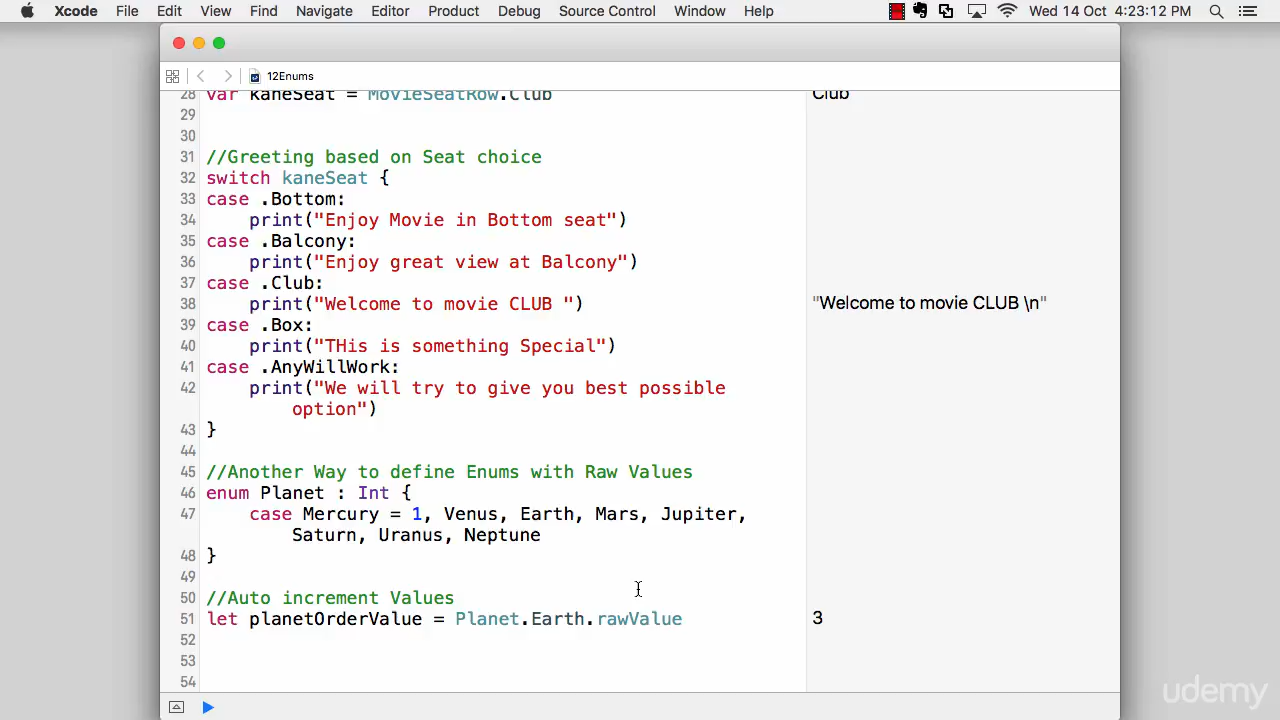 Xcode File Edit View Find Navigate Editor Product Debug Source Control Window Help Wed 14 Oct 4:23:12 PM
12Enums
28 var kaneSeat = MovieSeatRow.Club Club
29
30
31 //Greeting based on Seat choice
32 switch kaneSeat {
33 case .Bottom:
34 print("Enjoy Movie in Bottom seat")
35 case .Balcony:
36 print("Enjoy great view at Balcony")
37 case .Club:
38 print("Welcome to movie CLUB ") "Welcome to movie CLUB \n"
39 case .Box:
40 print("THis is something Special")
41 case .AnyWillWork:
42 print("We will try to give you best possible
option")
43 }
44
45 //Another Way to define Enums with Raw Values
46 enum Planet : Int {
47 case Mercury = 1, Venus, Earth, Mars, Jupiter,
Saturn, Uranus, Neptune
48 }
49
50 //Auto increment Values
51 let planetOrderValue = Planet.Earth.rawValue 3
52
53
54
udemy